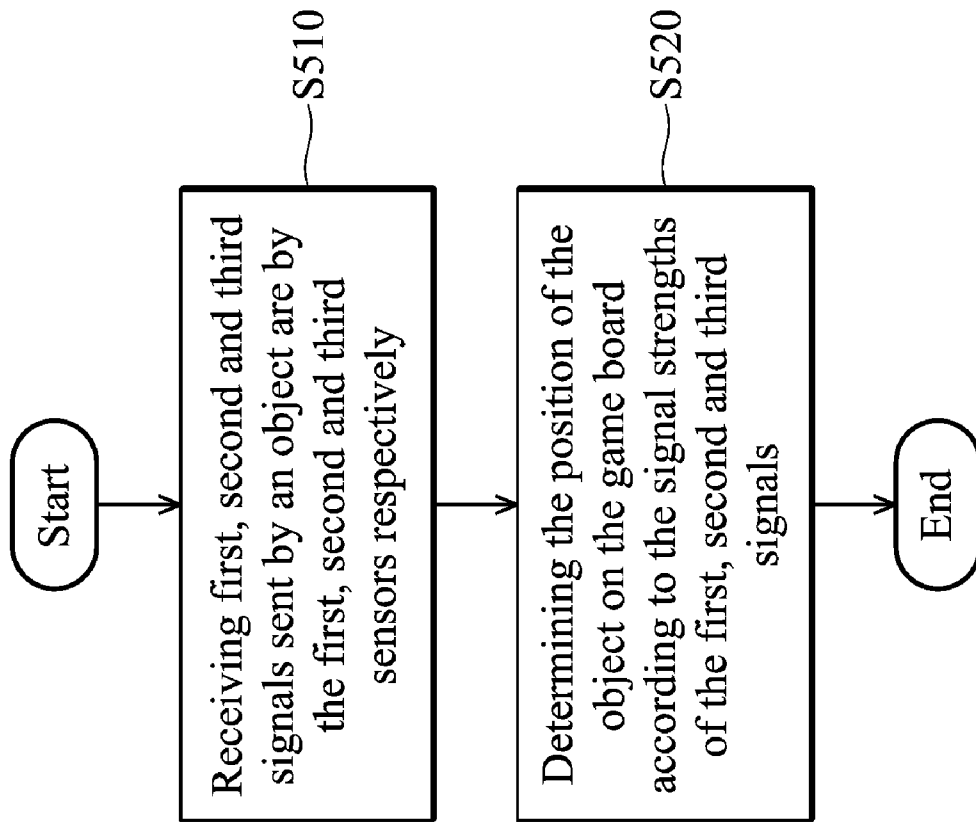 Start
Receiving first, second and third
signals sent by an object are by
the first, second and third
sensors respectively
S510
Determining the position of the
object on the game board
according to the signal strengths
of the first, second and third
signals
S520
End